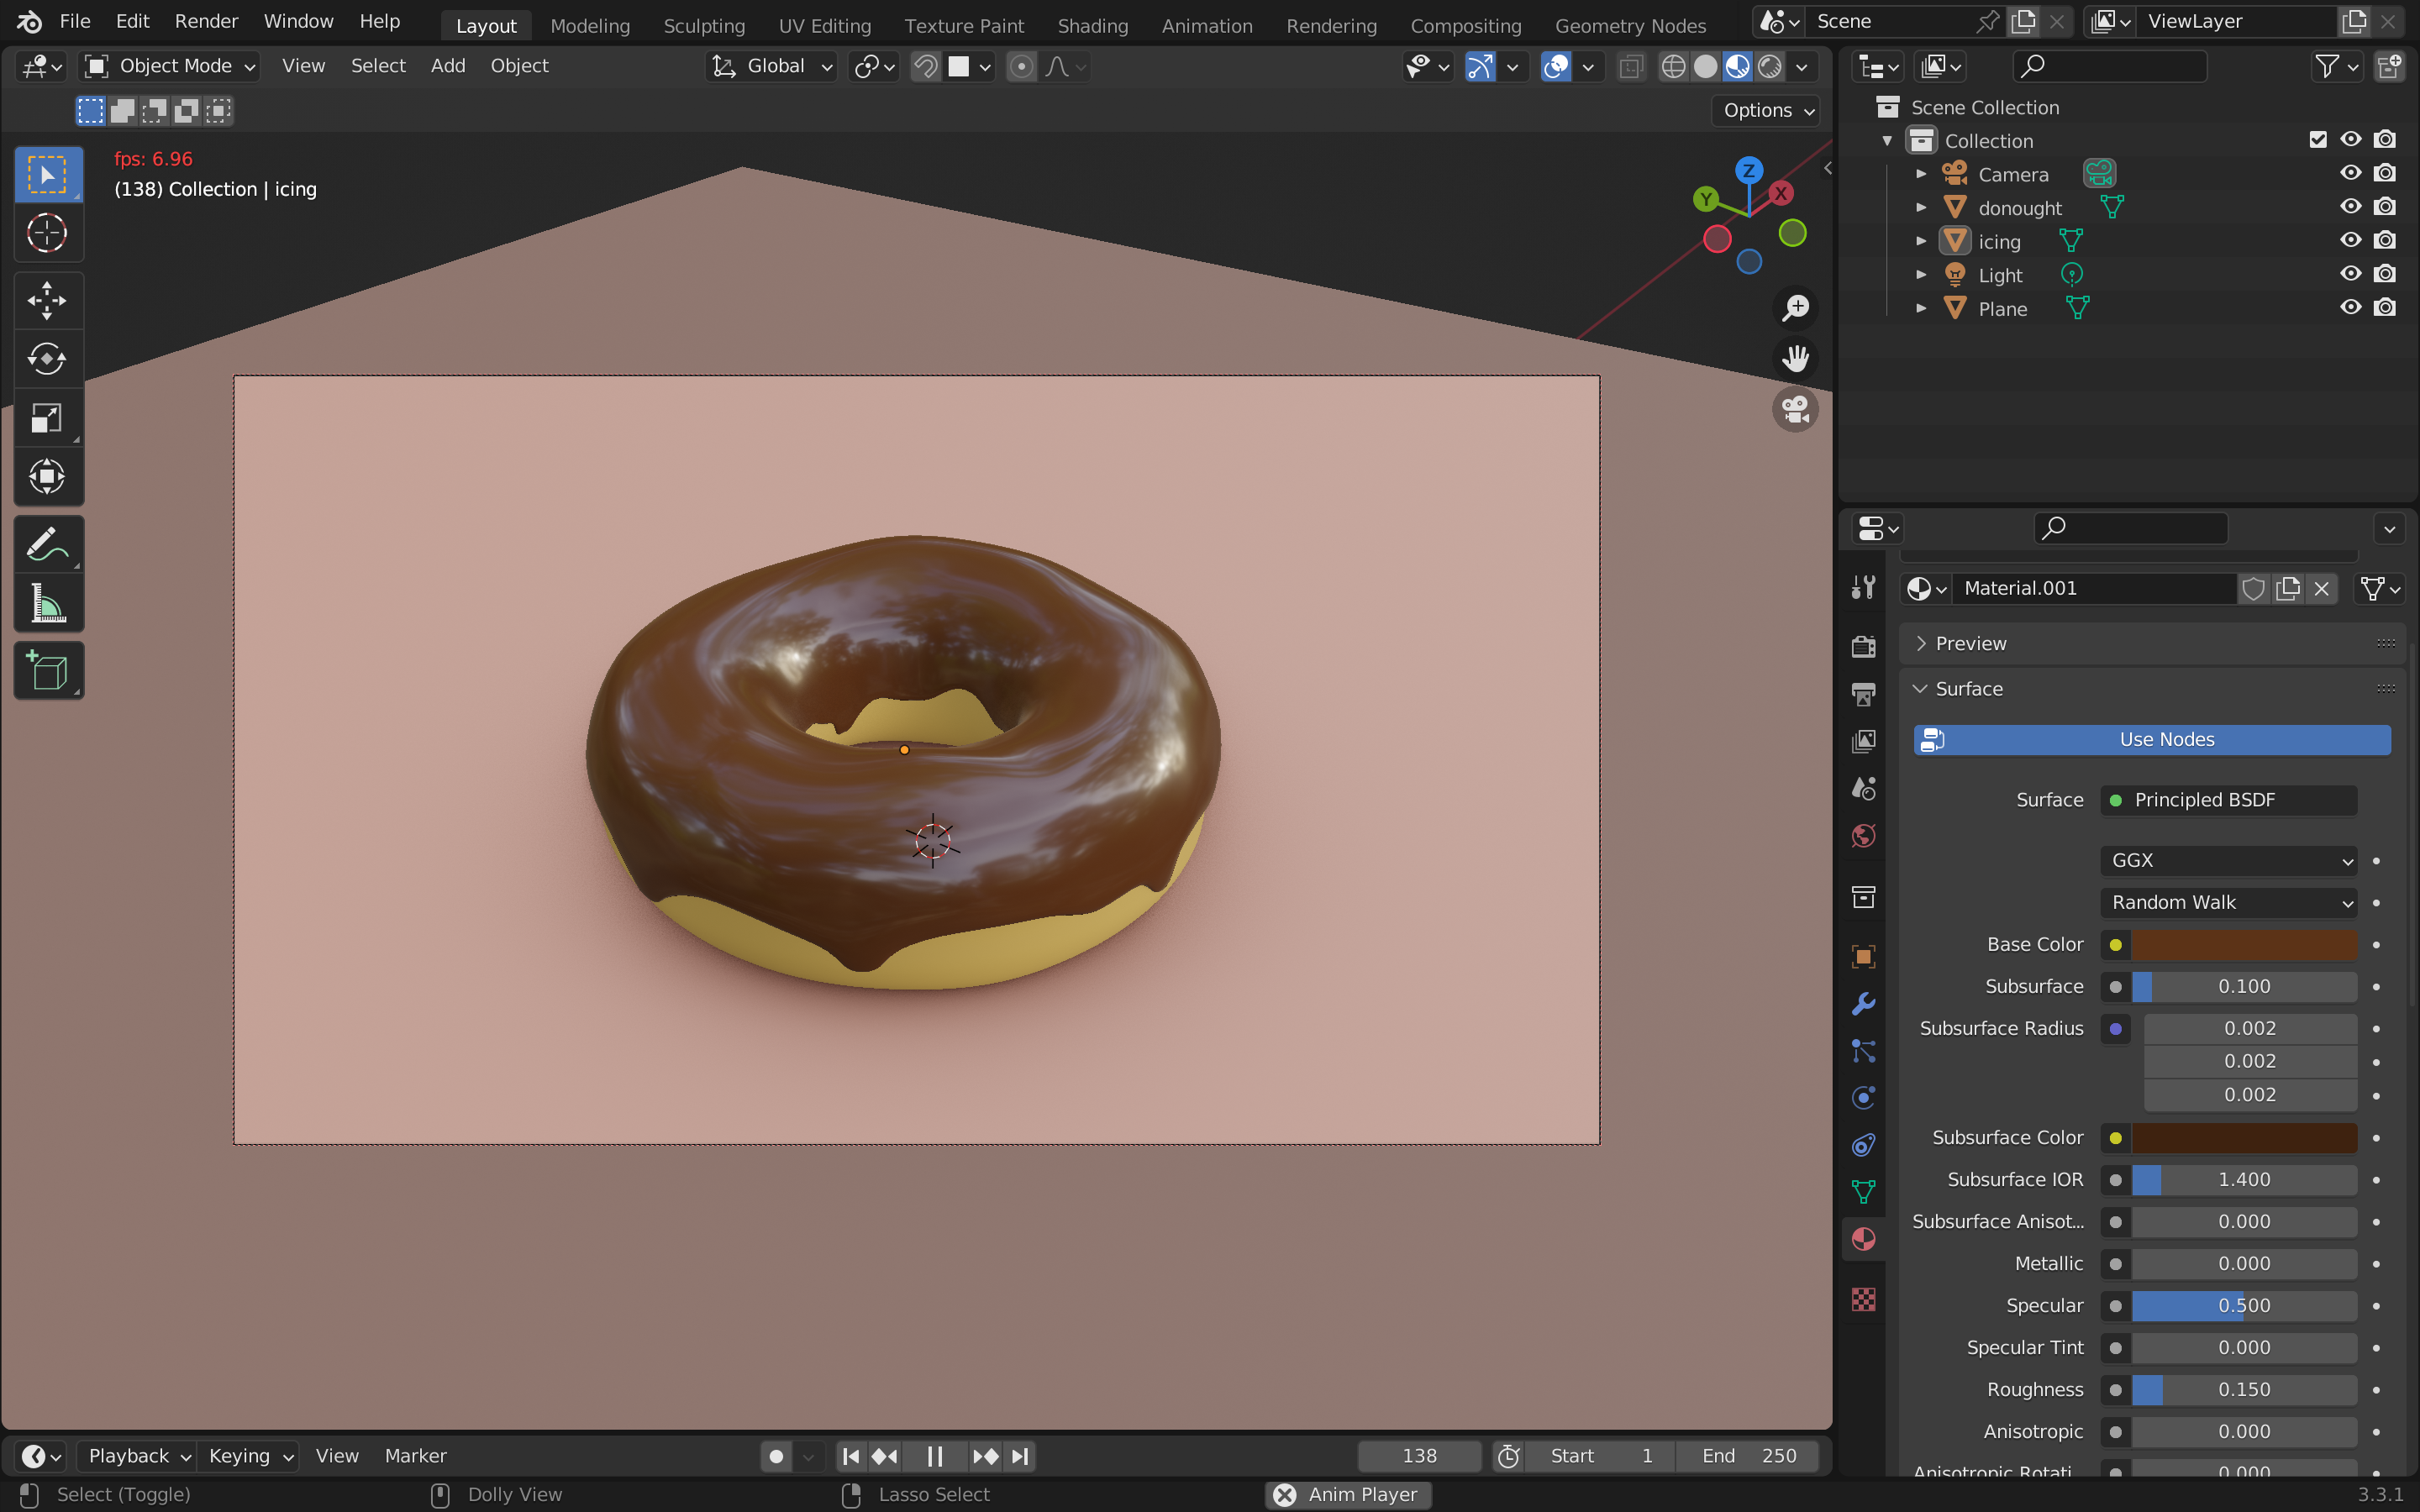 File Edit Render Window Help Layout Modeling Sculpting UV Editing Texture Paint Shading Animation Rendering Compositing Geometry Nodes Scene ViewLayer
Object Mode View Select Add Object Global
Options
fps: 6.96
(138) Collection | icing
Z
Y
X
Scene Collection
Collection
Camera
donought
icing
Light
Plane
Material.001
Preview
Surface
Use Nodes
Surface Principled BSDF
GGX
Random Walk
Base Color
Subsurface 0.100
Subsurface Radius 0.002
0.002
0.002
Subsurface Color
Subsurface IOR 1.400
Subsurface Anisot... 0.000
Metallic 0.000
Specular 0.500
Specular Tint 0.000
Roughness 0.150
Anisotropic 0.000
Anisotropic Rotati... 0.000
Playback Keying View Marker 138 Start 1 End 250
Select (Toggle) Dolly View Lasso Select Anim Player 3.3.1